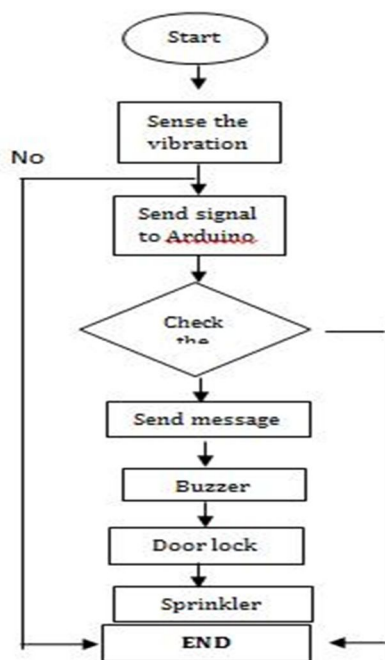 Start
Sense the
vibration
No
Send signal
to Arduino
Check
the
Send message
Buzzer
Door lock
Sprinkler
END